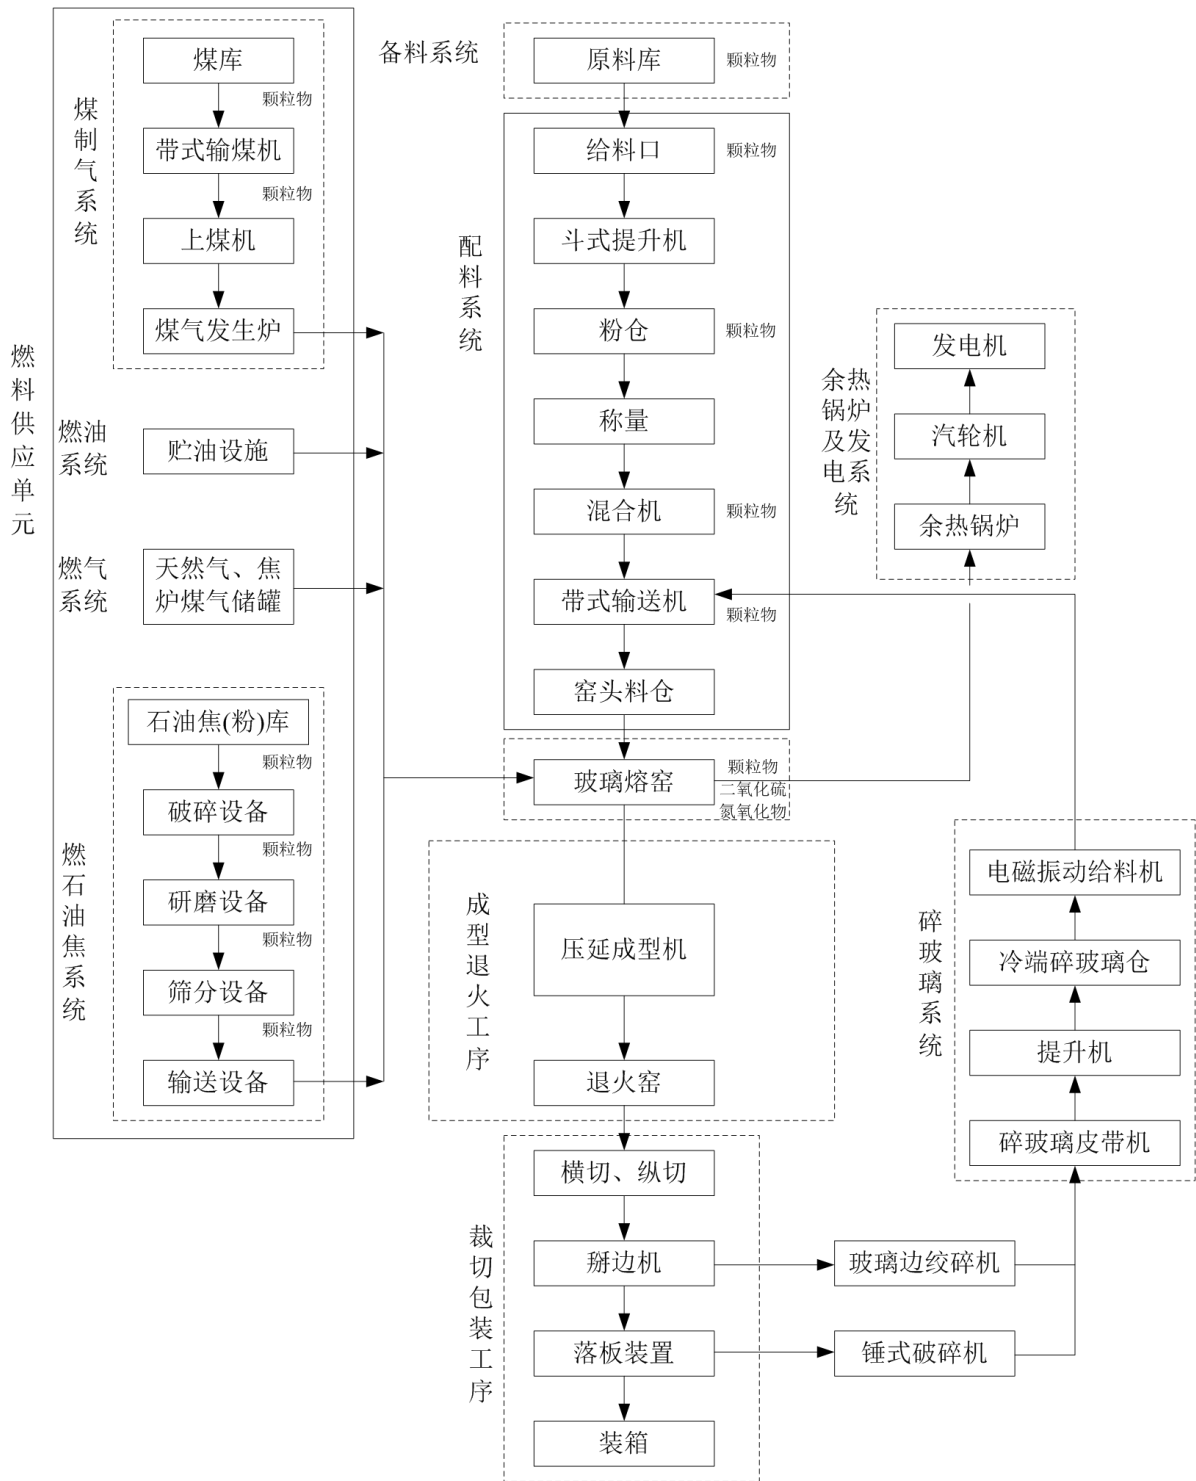 燃料供应单元
煤制气系统
煤库
颗粒物
带式输煤机
颗粒物
上煤机
煤气发生炉
燃油
系统
贮油设施
燃气
系统
天然气、焦
炉煤气储罐
燃石油焦系统
石油焦(粉)库
颗粒物
破碎设备
颗粒物
研磨设备
颗粒物
筛分设备
颗粒物
输送设备
备料系统
原料库
颗粒物
配料系统
给料口
颗粒物
斗式提升机
粉仓
颗粒物
称量
混合机
颗粒物
带式输送机
颗粒物
窑头料仓
玻璃熔窑
颗粒物
二氧化硫
氮氧化物
成型退火工序
压延成型机
退火窑
裁切包装工序
横切、纵切
掰边机
落板装置
装箱
玻璃边绞碎机
锤式破碎机
余热
锅炉
及发
电系
统
发电机
汽轮机
余热锅炉
碎玻璃系统
电磁振动给料机
冷端碎玻璃仓
提升机
碎玻璃皮带机